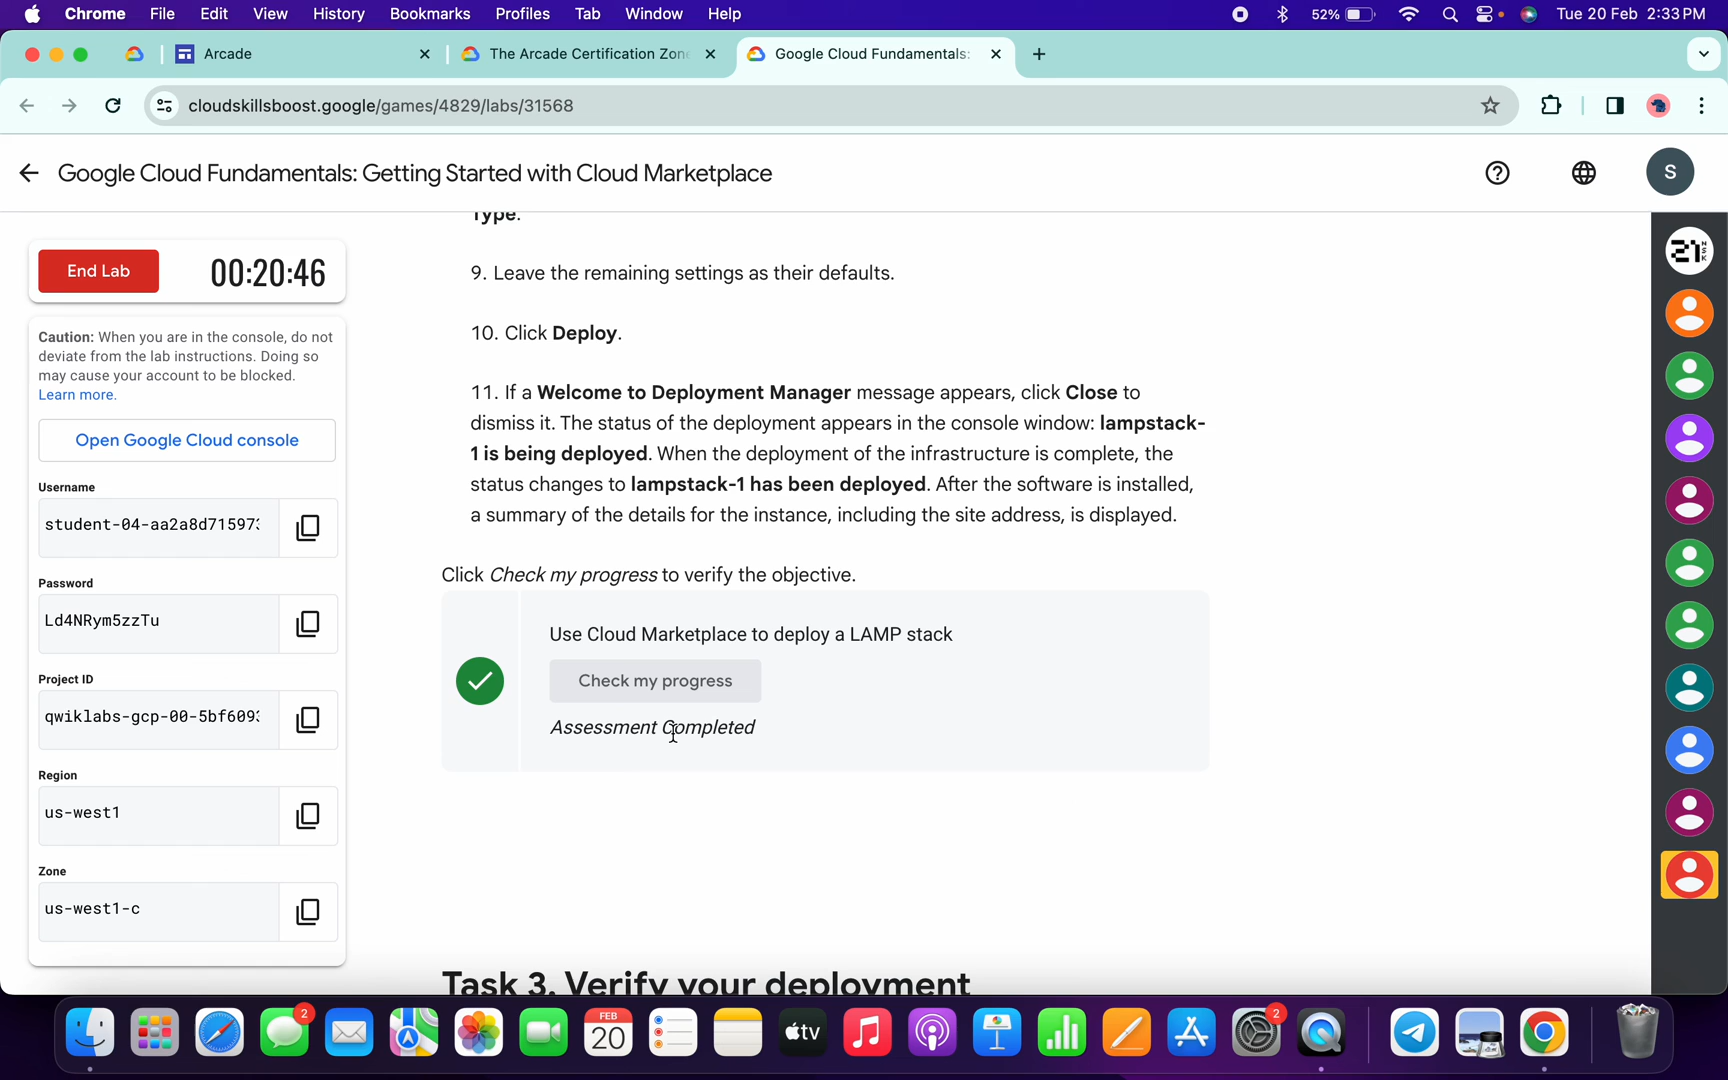 Chrome File Edit View History Bookmarks Profiles Tab Window Help 52% Tue 20 Feb 2:33 PM
Arcade The Arcade Certification Zon Google Cloud Fundamentals:
cloudskillsboost.google/games/4829/labs/31568
Google Cloud Fundamentals: Getting Started with Cloud Marketplace S
End Lab 00:20:46
Caution: When you are in the console, do not
deviate from the lab instructions. Doing so
may cause your account to be blocked.
Learn more.
Open Google Cloud console
Username
student-04-aa2a8d71597
Password
Ld4NRym5zzTu
Project ID
qwiklabs-gcp-00-5bf609
Region
us-west1
Zone
us-west1-c
Type.
9. Leave the remaining settings as their defaults.
10. Click Deploy.
11. If a Welcome to Deployment Manager message appears, click Close to
dismiss it. The status of the deployment appears in the console window: lampstack-
1 is being deployed. When the deployment of the infrastructure is complete, the
status changes to lampstack-1 has been deployed. After the software is installed,
a summary of the details for the instance, including the site address, is displayed.
Click Check my progress to verify the objective.
Use Cloud Marketplace to deploy a LAMP stack
Check my progress
Assessment Completed
Task 3. Verify your deployment
21 NSK
2
FEB
20
tv
2